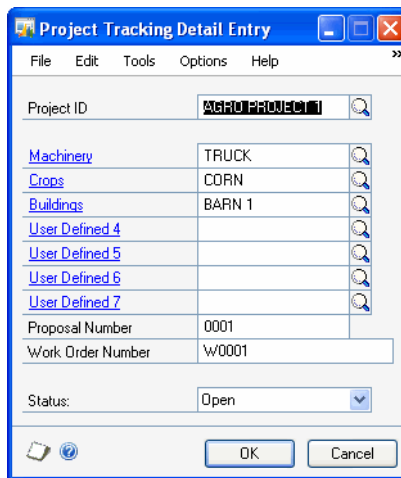 Project Tracking Detail Entry
File Edit Tools Options Help »
Project ID AGRO PROJECT 1
Machinery TRUCK
Crops CORN
Buildings BARN 1
User Defined 4
User Defined 5
User Defined 6
User Defined 7
Proposal Number 0001
Work Order Number W0001
Status: Open
OK Cancel